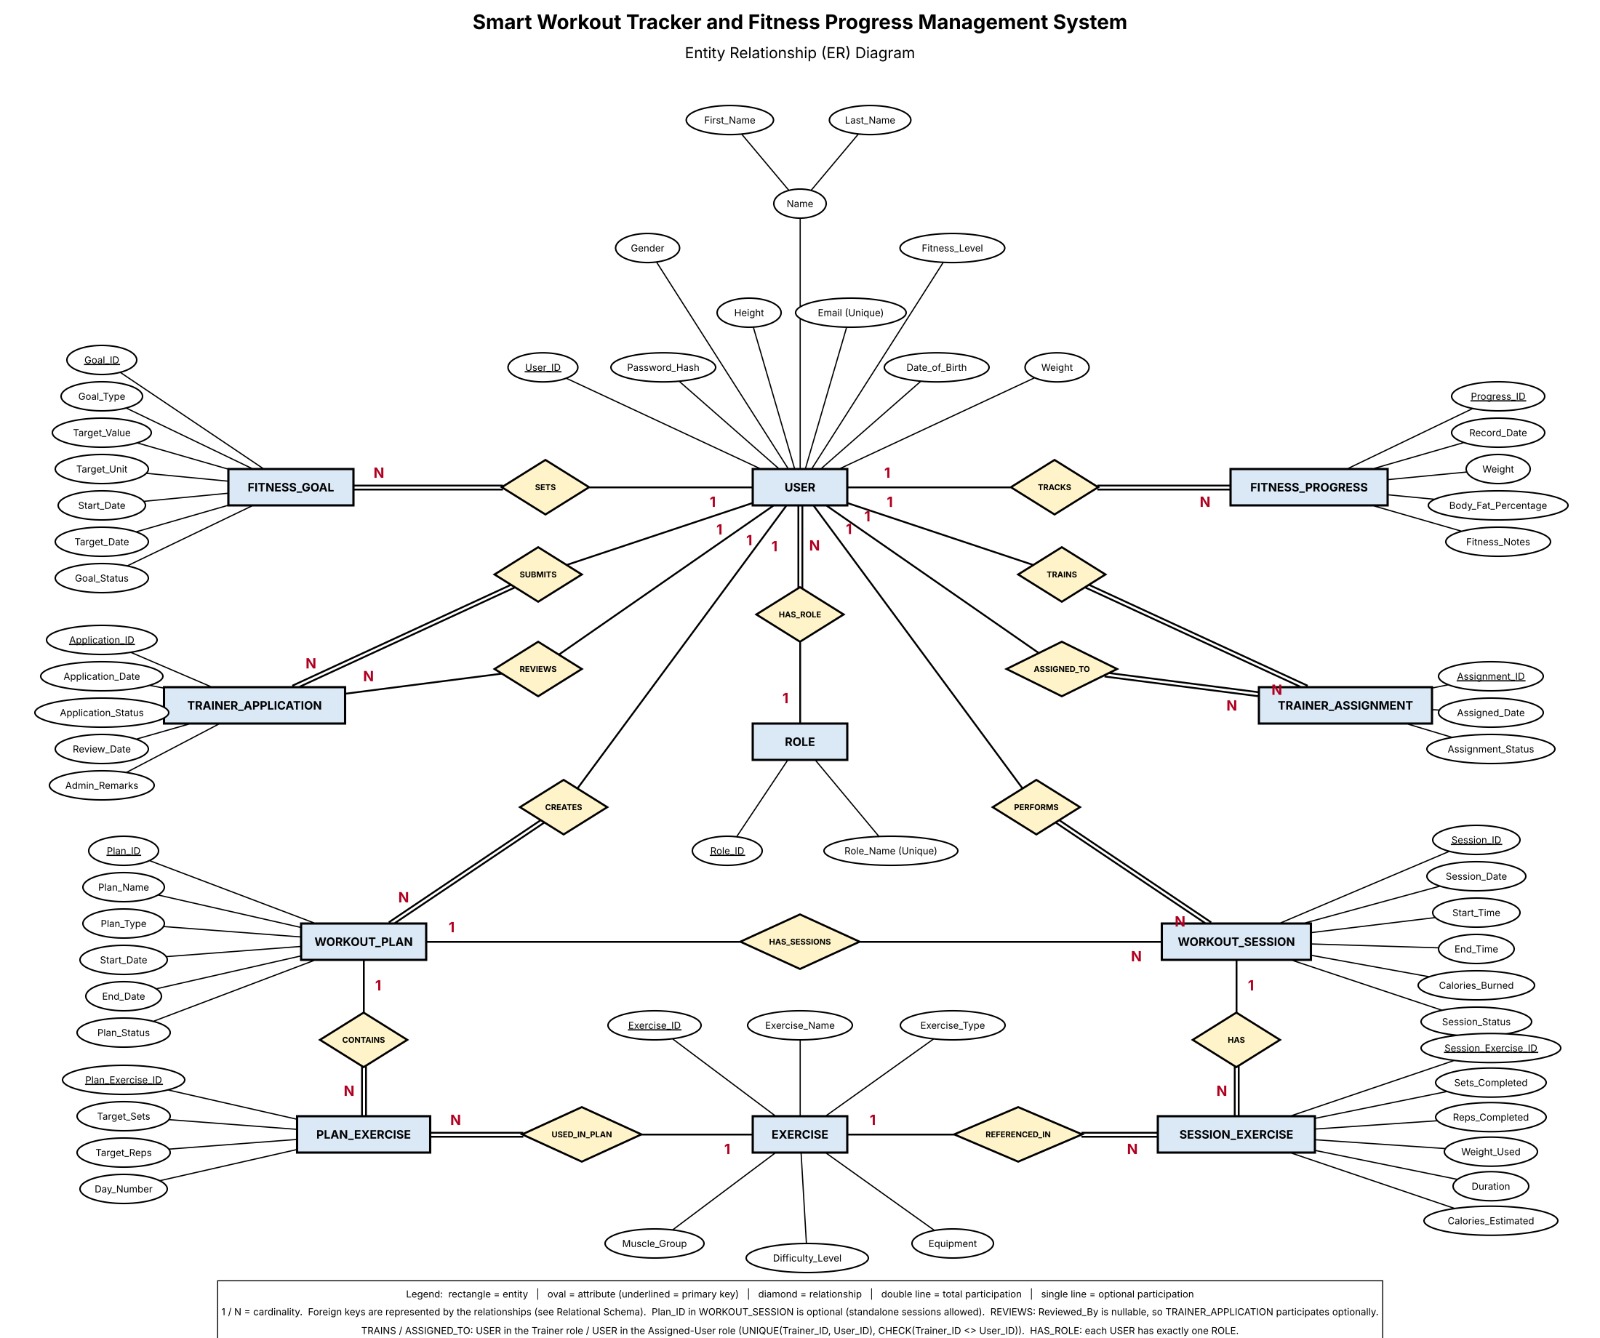 Smart Workout Tracker and Fitness Progress Management System
Entity Relationship (ER) Diagram
First_Name
Last_Name
Name
Gender
Fitness_Level
Height
Email (Unique)
User_ID
Password_Hash
Date_of_Birth
Weight
Goal_ID
Goal_Type
Target_Value
Target_Unit
Start_Date
Target_Date
Goal_Status
FITNESS_GOAL
N
SETS
1
USER
1
TRACKS
N
FITNESS_PROGRESS
Progress_ID
Record_Date
Weight
Body_Fat_Percentage
Fitness_Notes
1
1
1
N
1
1
1
SUBMITS
TRAINS
HAS_ROLE
Application_ID
Application_Date
Application_Status
Review_Date
Admin_Remarks
N
N
TRAINER_APPLICATION
REVIEWS
1
ROLE
ASSIGNED_TO
N
N
TRAINER_ASSIGNMENT
Assignment_ID
Assigned_Date
Assignment_Status
CREATES
PERFORMS
Role_ID
Role_Name (Unique)
Plan_ID
Plan_Name
Plan_Type
Start_Date
End_Date
Plan_Status
N
WORKOUT_PLAN
1
HAS_SESSIONS
N
N
WORKOUT_SESSION
Session_ID
Session_Date
Start_Time
End_Time
Calories_Burned
Session_Status
1
CONTAINS
N
1
HAS
N
Exercise_ID
Exercise_Name
Exercise_Type
Plan_Exercise_ID
Target_Sets
Target_Reps
Day_Number
PLAN_EXERCISE
N
USED_IN_PLAN
1
EXERCISE
1
REFERENCED_IN
N
SESSION_EXERCISE
Session_Exercise_ID
Sets_Completed
Reps_Completed
Weight_Used
Duration
Calories_Estimated
Muscle_Group
Difficulty_Level
Equipment
Legend: rectangle = entity | oval = attribute (underlined = primary key) | diamond = relationship | double line = total participation | single line = optional participation
1 / N = cardinality. Foreign keys are represented by the relationships (see Relational Schema). Plan_ID in WORKOUT_SESSION is optional (standalone sessions allowed). REVIEWS: Reviewed_By is nullable, so TRAINER_APPLICATION participates optionally.
TRAINS / ASSIGNED_TO: USER in the Trainer role / USER in the Assigned-User role (UNIQUE(Trainer_ID, User_ID), CHECK(Trainer_ID <> User_ID)). HAS_ROLE: each USER has exactly one ROLE.